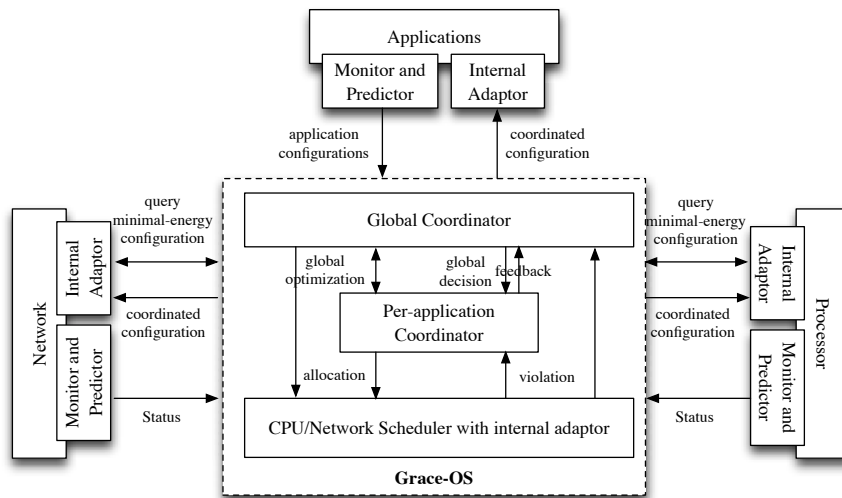 Applications
Monitor and
Predictor
Internal
Adaptor
application
configurations
coordinated
configuration
Network
Internal
Adaptor
Monitor and
Predictor
query
minimal-energy
configuration
coordinated
configuration
Status
Global Coordinator
global
optimization
global
decision
feedback
Per-application
Coordinator
allocation
violation
CPU/Network Scheduler with internal adaptor
Grace-OS
query
minimal-energy
configuration
coordinated
configuration
Status
Internal
Adaptor
Monitor and
Predictor
Processor